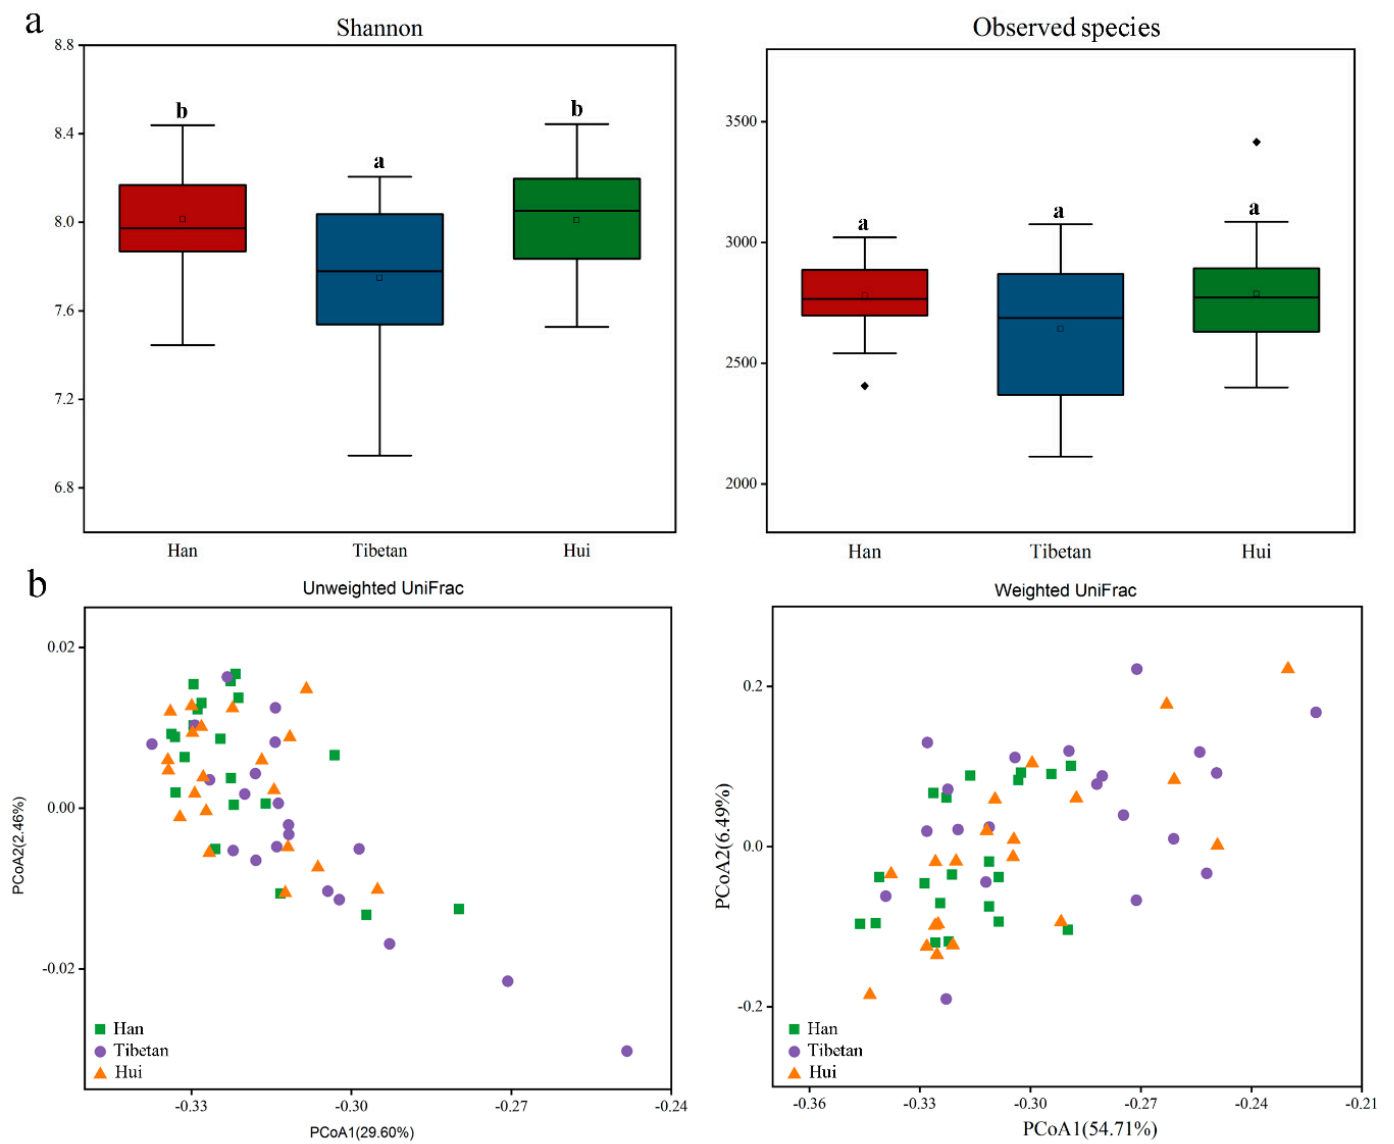 a
Shannon
8.8
8.4
8.0
7.6
7.2
6.8
b
a
b
Han
Tibetan
Hui
Observed species
3500
3000
2500
2000
a
a
a
Han
Tibetan
Hui
b
Unweighted UniFrac
PCoA2(2.46%)
0.02
0.00
-0.02
Han
Tibetan
Hui
-0.33
-0.30
-0.27
-0.24
PCoA1(29.60%)
Weighted UniFrac
PCoA2(6.49%)
0.2
0.0
-0.2
Han
Tibetan
Hui
-0.36
-0.33
-0.30
-0.27
-0.24
-0.21
PCoA1(54.71%)